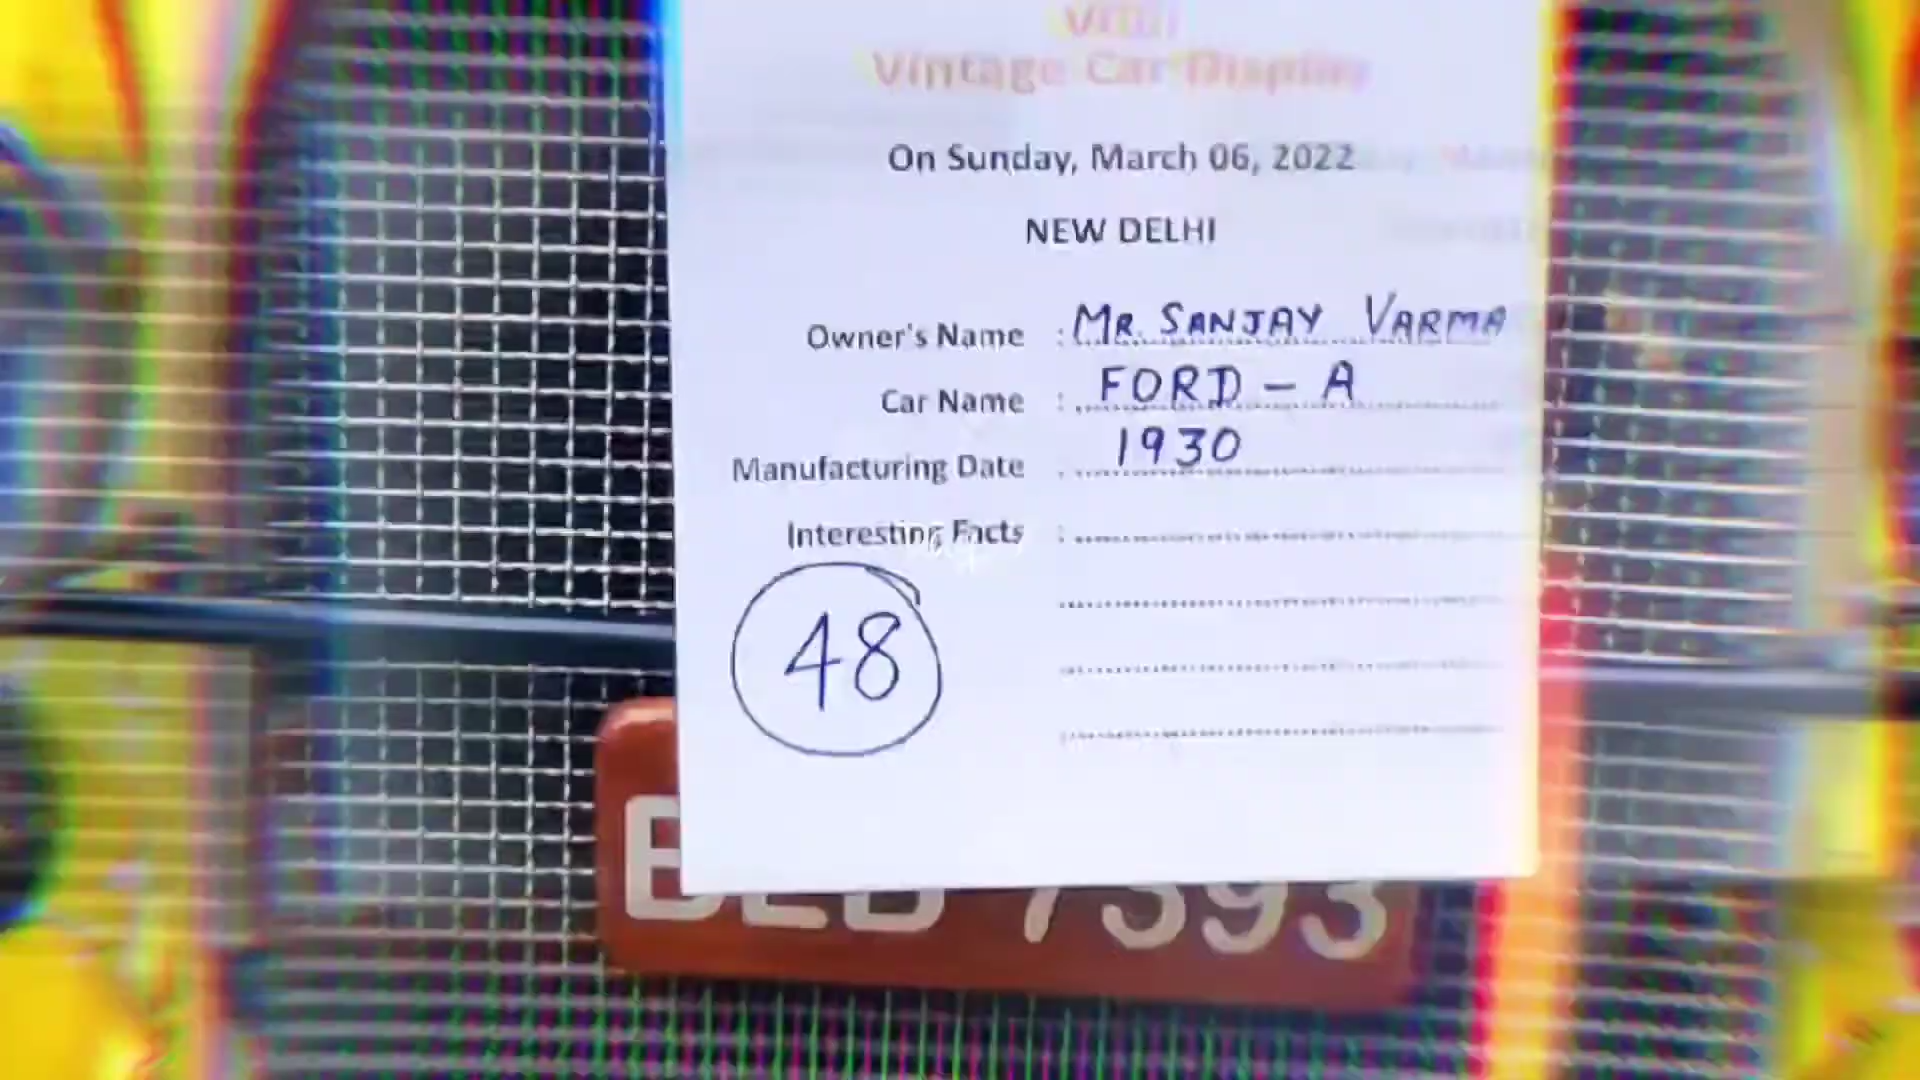 Vintage Car Display
On Sunday, March 06, 2022
NEW DELHI
Owner's Name : MR. SANJAY VARMA
Car Name : FORD - A
Manufacturing Date : 1930
Interesting Facts :
48
7393